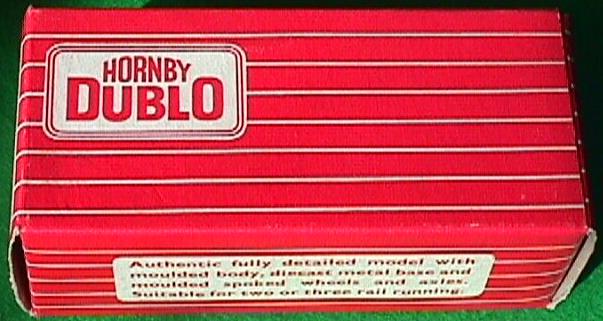 HORNBY
DUBLO
Authentic fully detailed model with
moulded body, diecast metal base and
moulded spoked wheels and axles.
Suitable for two or three rail running